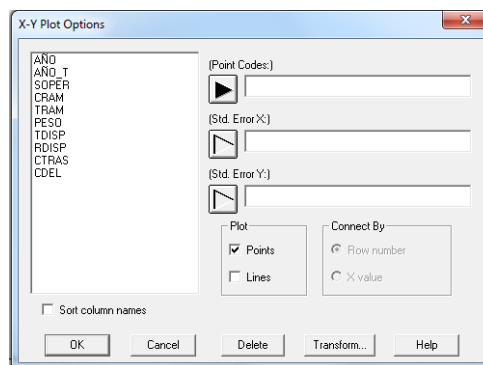 X-Y Plot Options
AÑO
AÑO_T
SOPER
CRAM
TRAM
PESO
TDISP
RDISP
CTRAS
CDEL
(Point Codes:)
(Std. Error X:)
(Std. Error Y:)
Plot
Points
Lines
Connect By
Row number
X value
Sort column names
OK
Cancel
Delete
Transform...
Help